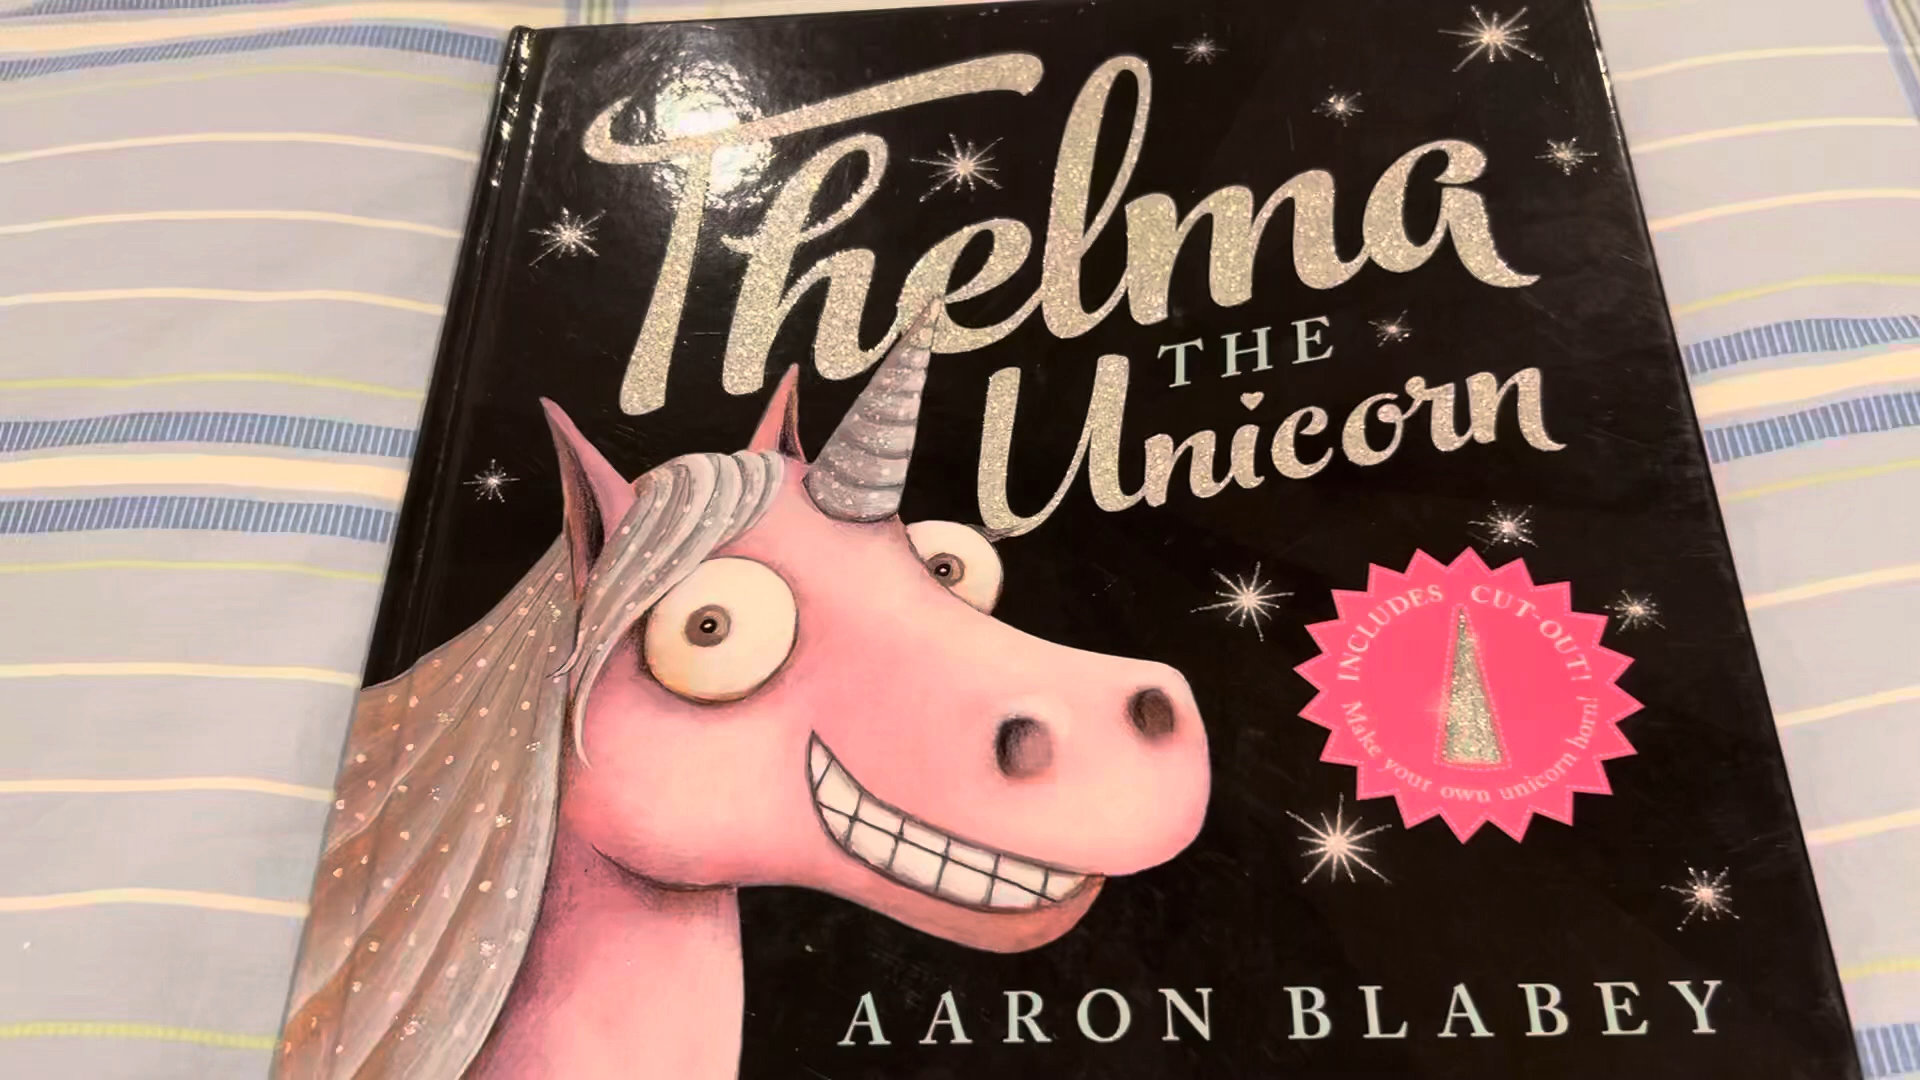 Thelma
THE
Unicorn
INCLUDES CUT-OUT!
Make your own unicorn horn!
AARON BLABEY